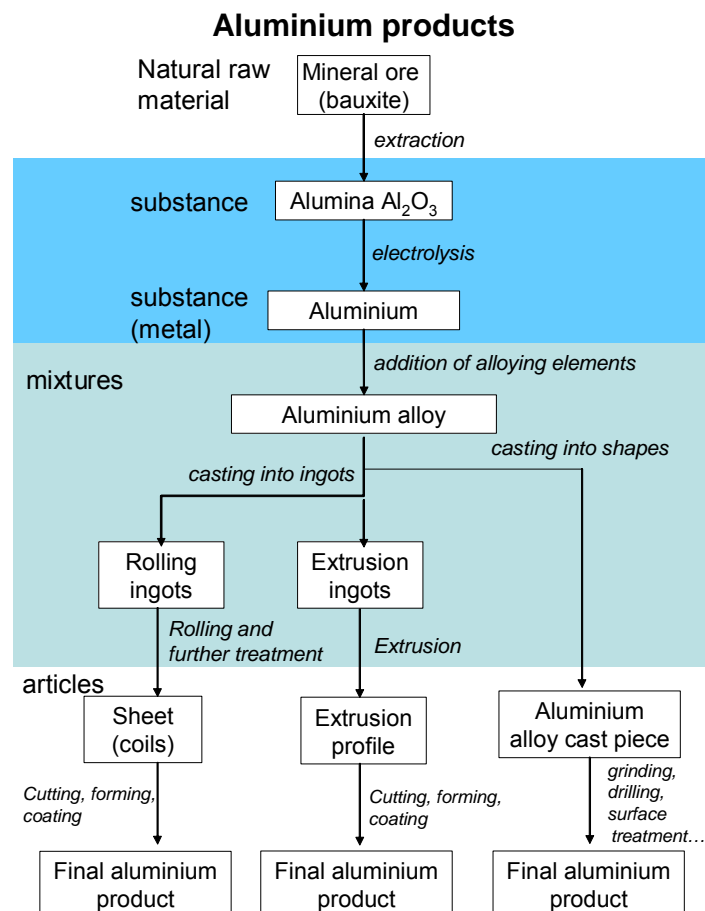 Aluminium products
Natural raw
material
Mineral ore
(bauxite)
extraction
substance
Alumina Al₂O₃
electrolysis
substance
(metal)
Aluminium
mixtures
addition of alloying elements
Aluminium alloy
casting into ingots
casting into shapes
Rolling
ingots
Extrusion
ingots
Rolling and
further treatment
Extrusion
articles
Sheet
(coils)
Extrusion
profile
Aluminium
alloy cast piece
Cutting, forming,
coating
Cutting, forming,
coating
grinding,
drilling,
surface
treatment…
Final aluminium
product
Final aluminium
product
Final aluminium
product